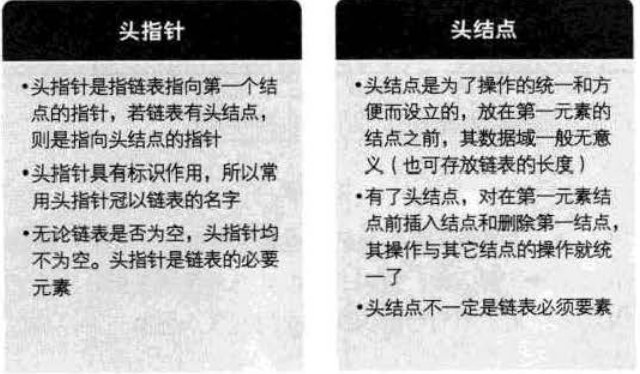 头指针
•头指针是指链表指向第一个结
点的指针，若链表有头结点，
则是指向头结点的指针
•头指针具有标识作用，所以常
用头指针冠以链表的名字
•无论链表是否为空，头指针均
不为空。头指针是链表的必要
元素
头结点
•头结点是为了操作的统一和方
便而设立的，放在第一元素的
结点之前，其数据域一般无意
义（也可存放链表的长度）
•有了头结点，对在第一元素结
点前插入结点和删除第一结点，
其操作与其它结点的操作就统
一了
•头结点不一定是链表必须要素